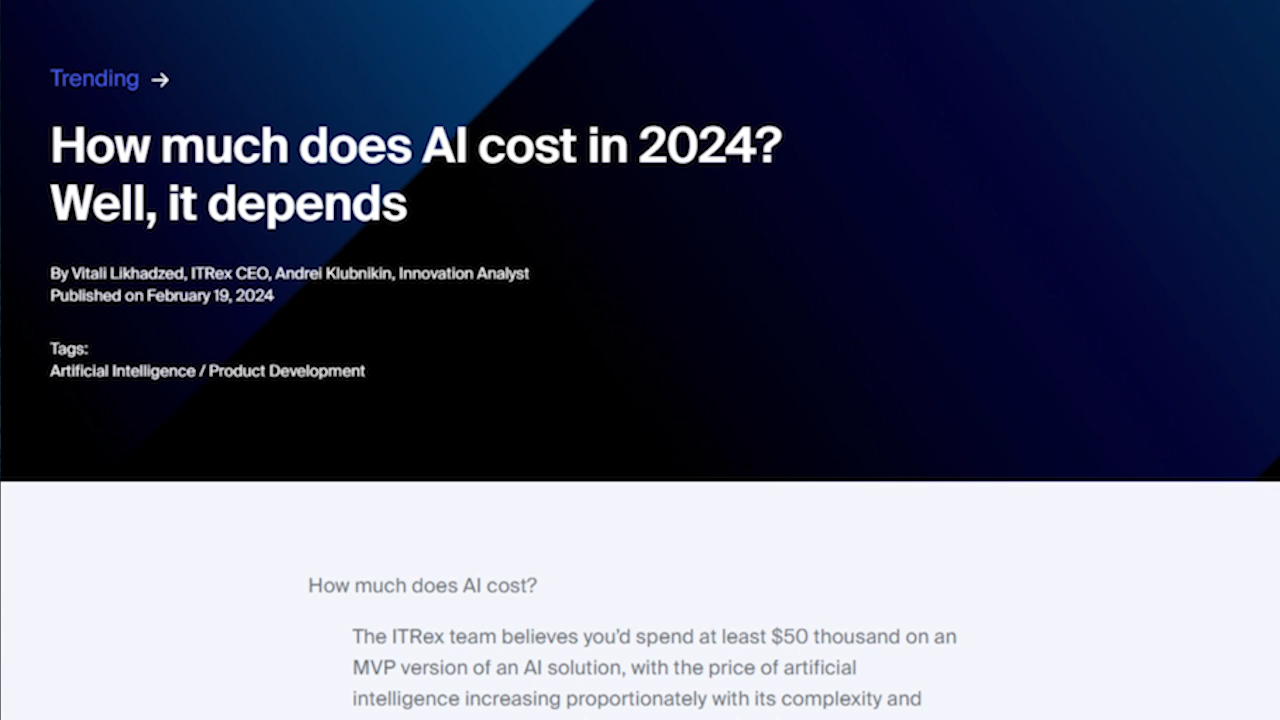 Trending →
How much does AI cost in 2024?
Well, it depends
By Vitali Likhadzed, ITRex CEO, Andrei Klubnikin, Innovation Analyst
Published on February 19, 2024
Tags:
Artificial Intelligence / Product Development
How much does AI cost?
The ITRex team believes you’d spend at least $50 thousand on an
MVP version of an AI solution, with the price of artificial
intelligence increasing proportionately with its complexity and